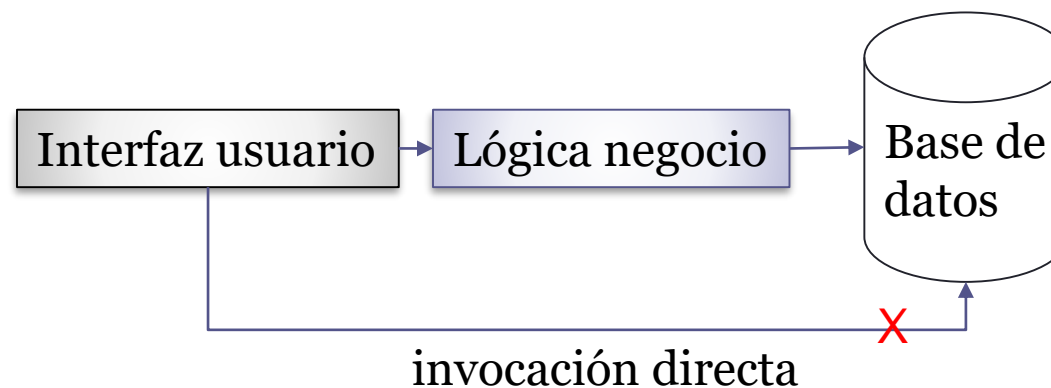 Interfaz usuario
Lógica negocio
Base de
datos
X
invocación directa